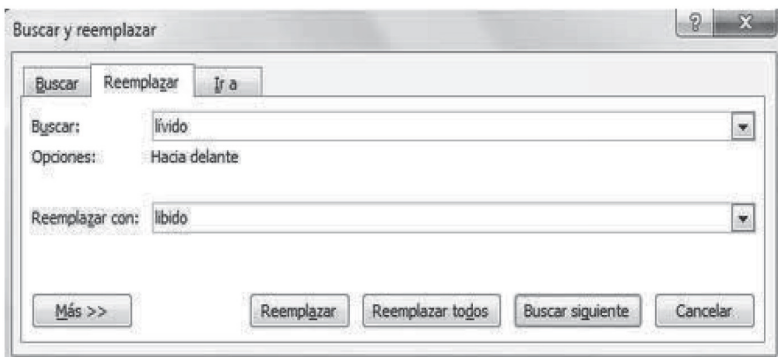 Buscar y reemplazar
? X
Buscar Reemplazar Ir a
Buscar: lívido
Opciones: Hacia delante
Reemplazar con: libido
Más >> Reemplazar Reemplazar todos Buscar siguiente Cancelar